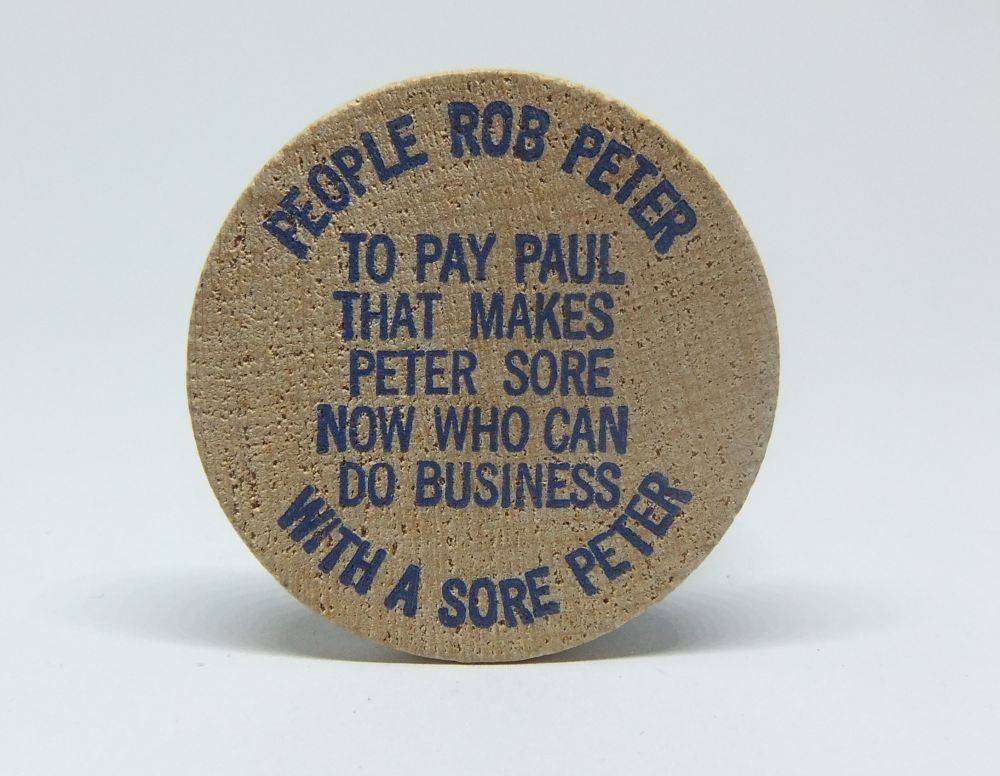 PEOPLE ROB PETER
TO PAY PAUL
THAT MAKES
PETER SORE
NOW WHO CAN
DO BUSINESS
WITH A SORE PETER